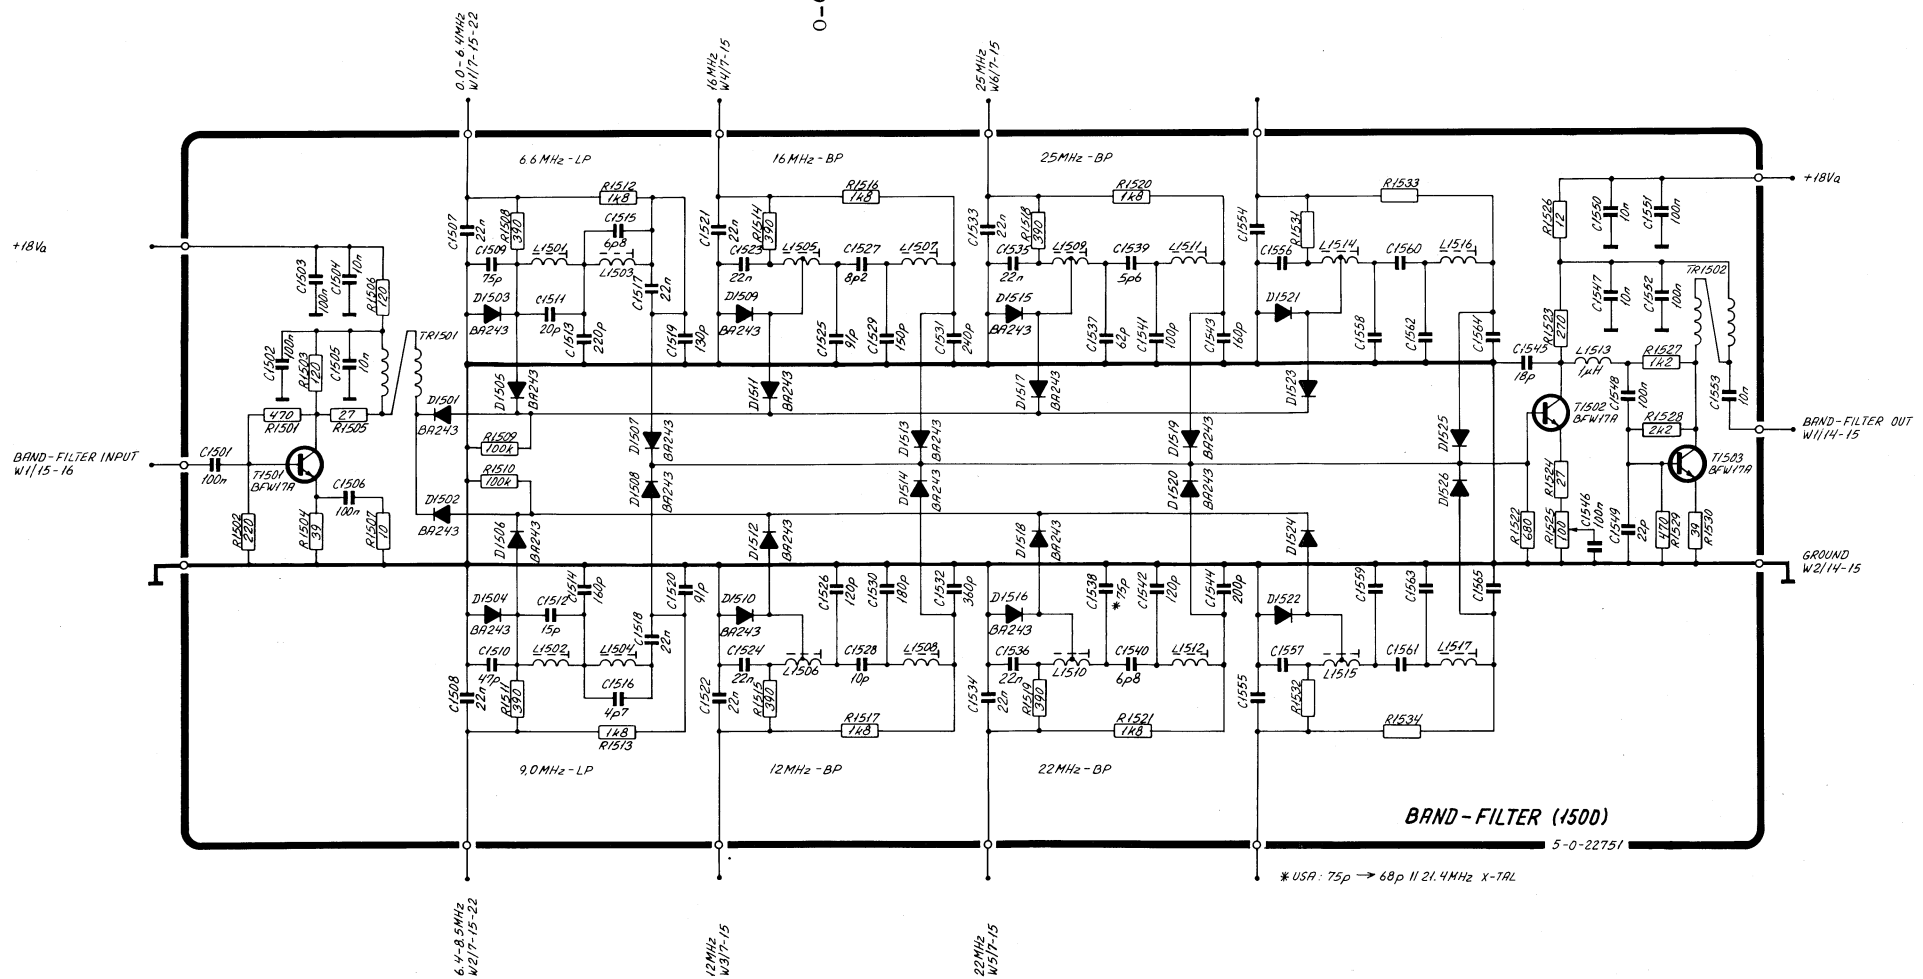 0-0
0.0-6.4MHz
W1/7-15-22
16MHz
W4/7-15
25MHz
W6/7-15
6.6MHz-LP
16MHz-BP
25MHz-BP
+18Va
+18Va
R1512
1k8
R1516
1k8
R1520
1k8
R1533
C1507
22n
R1508
390
C1515
6p8
C1521
22n
R1514
390
C1533
22n
R1518
390
C1554
R1531
R1526
12
C1550
10n
C1551
100n
C1509
75p
L1501
L1503
C1517
22n
C1523
22n
L1505
C1527
8p2
L1507
C1535
22n
L1509
C1539
5p6
L1511
C1556
L1514
C1560
L1516
C1503
100n
C1504
10n
R1506
120
D1503
BA243
C1511
20p
C1513
220p
C1519
130p
D1509
BA243
C1525
91p
C1529
150p
C1531
240p
D1515
BA243
C1537
62p
C1541
100p
C1543
160p
D1521
C1558
C1562
C1564
R1523
270
C1547
10n
C1552
100n
TR1502
C1502
100n
R1503
120
C1505
10n
TR1501
C1545
18p
L1513
1µH
R1527
1k2
C1548
100n
C1553
10n
D1505
BA243
D1511
BA243
D1517
BA243
D1523
470
R1501
27
R1505
D1501
BA243
T1502
BFW17A
R1528
2k2
BAND-FILTER OUT
W1/14-15
R1509
100k
R1510
100k
D1507
BA243
D1508
BA243
D1513
BA243
D1514
BA243
D1519
BA243
D1520
BA243
D1525
D1526
BAND-FILTER INPUT
W1/15-16
C1501
100n
T1501
BFW17A
T1503
BFW17A
R1524
27
C1506
100n
R1502
220
R1504
39
R1507
10
D1502
BA243
D1506
BA243
D1512
BA243
D1518
BA243
D1524
R1522
680
R1525
100
C1546
100n
C1549
22p
470
R1529
39
R1530
GROUND
W2/14-15
D1504
BA243
C1512
15p
C1514
160p
C1520
91p
C1518
22n
D1510
BA243
C1526
120p
C1530
180p
C1532
360p
D1516
BA243
C1538
*75p
C1542
120p
C1544
200p
D1522
C1559
C1563
C1565
C1510
47p
L1502
L1504
C1524
22n
L1506
C1528
10p
L1508
C1536
22n
L1510
C1540
6p8
L1512
C1557
L1515
C1561
L1517
C1508
22n
R1511
390
C1516
4p7
1k8
R1513
C1522
22n
R1515
390
R1517
1k8
C1534
22n
R1519
390
R1521
1k8
C1555
R1532
R1534
9,0MHz-LP
12MHz-BP
22MHz-BP
BAND-FILTER (1500)
5-0-22751
* USA: 75p → 68p // 21.4MHz X-TAL
6.4-8.5MHz
W2/7-15-22
12MHz
W3/7-15
22MHz
W5/7-15